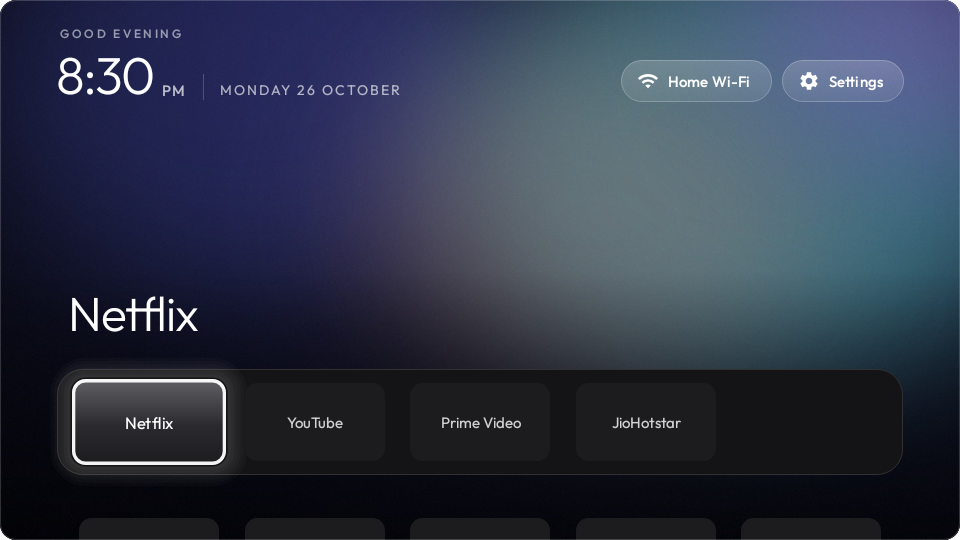 GOOD EVENING
8:30 PM
MONDAY 26 OCTOBER
Home Wi-Fi
Settings
Netflix
Netflix
YouTube
Prime Video
JioHotstar